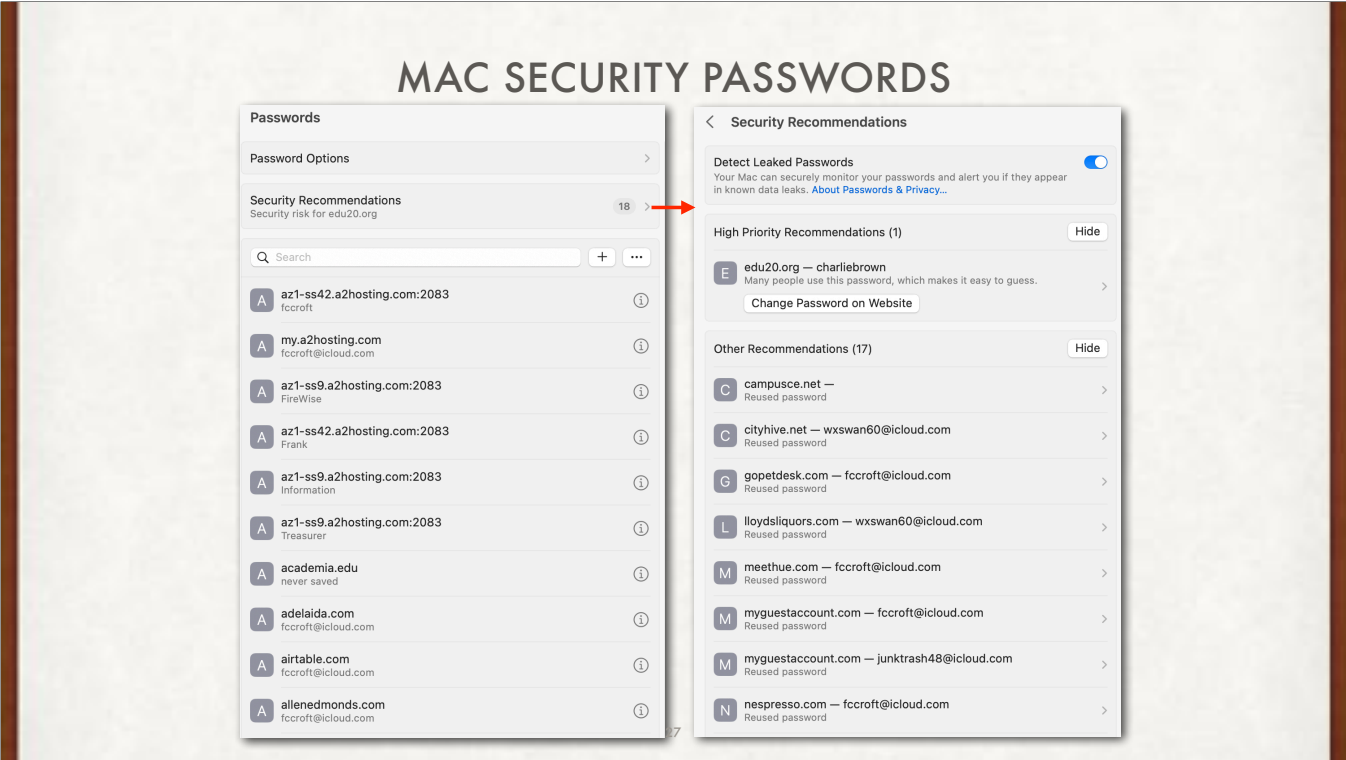 MAC SECURITY PASSWORDS
Passwords
Password Options
Security Recommendations
Security risk for edu20.org
18
Search
+
A
az1-ss42.a2hosting.com:2083
fccroft
A
my.a2hosting.com
fccroft@icloud.com
A
az1-ss9.a2hosting.com:2083
FireWise
A
az1-ss42.a2hosting.com:2083
Frank
A
az1-ss9.a2hosting.com:2083
Information
A
az1-ss9.a2hosting.com:2083
Treasurer
A
academia.edu
never saved
A
adelaida.com
fccroft@icloud.com
A
airtable.com
fccroft@icloud.com
A
allenedmonds.com
fccroft@icloud.com
Security Recommendations
Detect Leaked Passwords
Your Mac can securely monitor your passwords and alert you if they appear
in known data leaks. About Passwords & Privacy...
High Priority Recommendations (1)
Hide
E
edu20.org — charliebrown
Many people use this password, which makes it easy to guess.
Change Password on Website
Other Recommendations (17)
Hide
C
campusce.net —
Reused password
C
cityhive.net — wxswan60@icloud.com
Reused password
G
gopetdesk.com — fccroft@icloud.com
Reused password
L
lloydsliquors.com — wxswan60@icloud.com
Reused password
M
meethue.com — fccroft@icloud.com
Reused password
M
myguestaccount.com — fccroft@icloud.com
Reused password
M
myguestaccount.com — junktrash48@icloud.com
Reused password
N
nespresso.com — fccroft@icloud.com
Reused password